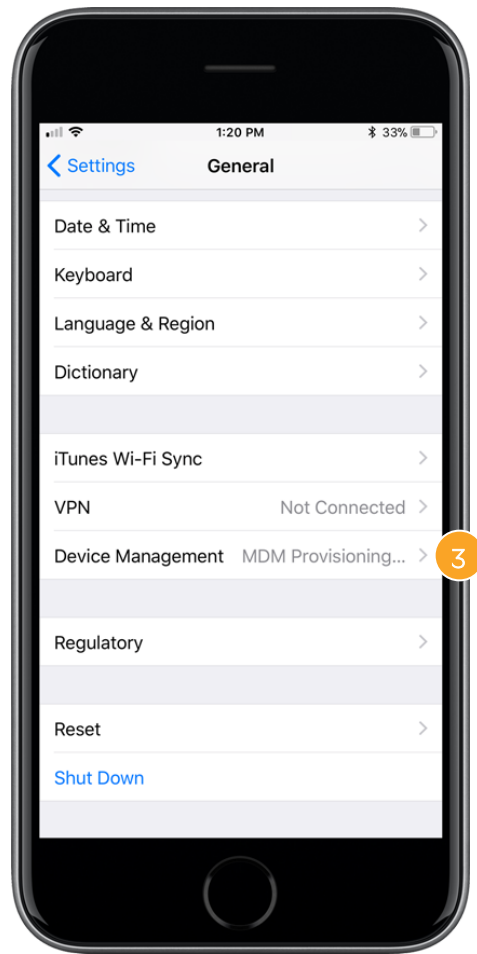 1:20 PM 33%
Settings General
Date & Time
Keyboard
Language & Region
Dictionary
iTunes Wi-Fi Sync
VPN Not Connected
Device Management MDM Provisioning...
3
Regulatory
Reset
Shut Down